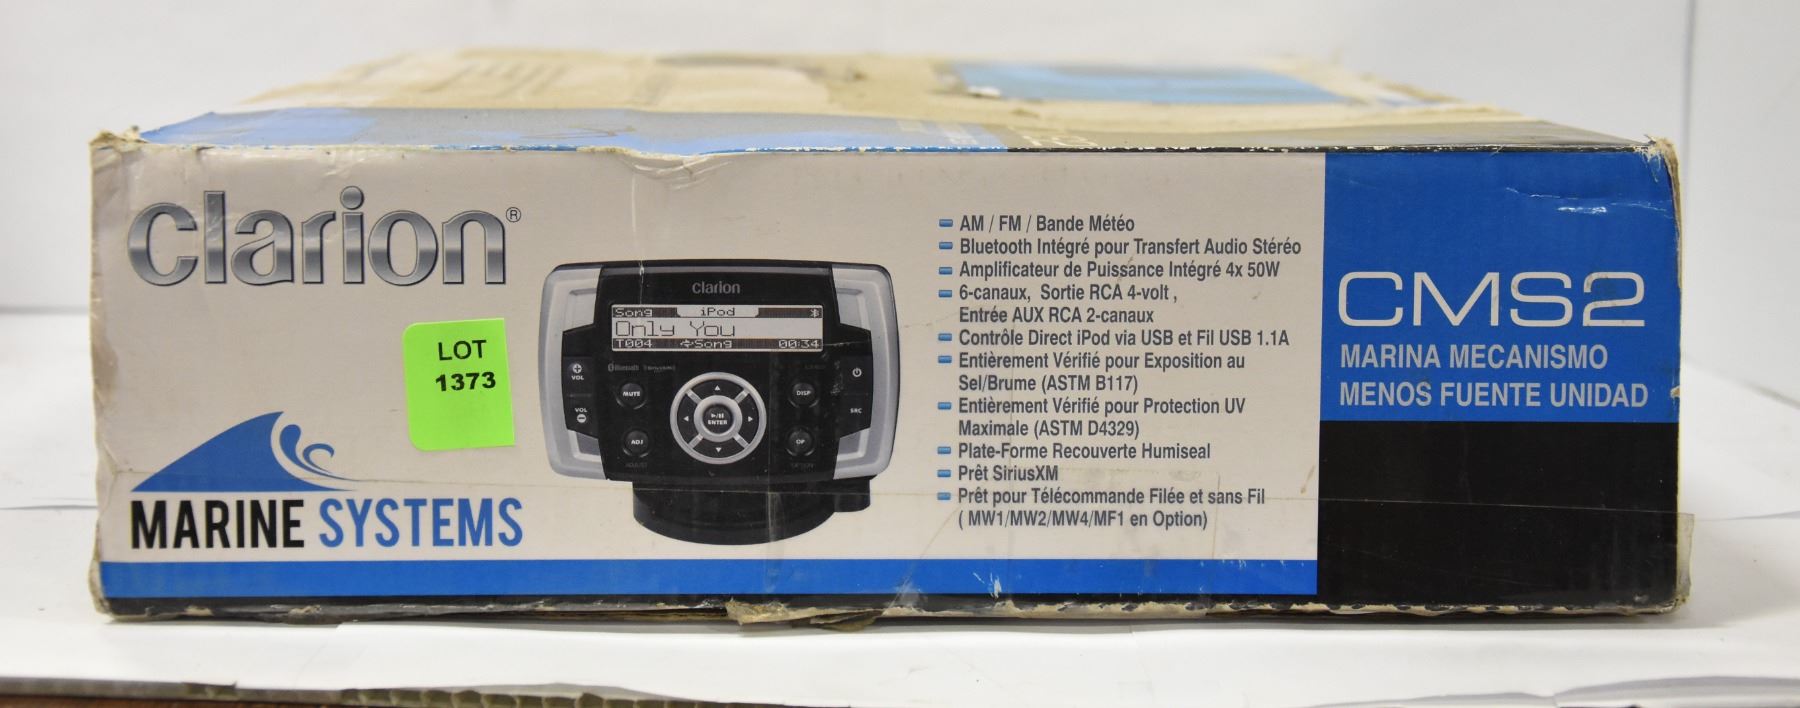 Clarion®
LOT
1373
MARINE SYSTEMS
clarion
Song iPod
Only You
T004 Song 00:34
Bluetooth
VOL
MUTE
DISP
VOL
SRC
ENTER
ADJ
OP
ADJUST
OPTION
AM / FM / Bande Météo
Bluetooth Intégré pour Transfert Audio Stéréo
Amplificateur de Puissance Intégré 4x 50W
6-canaux, Sortie RCA 4-volt ,
Entrée AUX RCA 2-canaux
Contrôle Direct iPod via USB et Fil USB 1.1A
Entièrement Vérifié pour Exposition au
Sel/Brume (ASTM B117)
Entièrement Vérifié pour Protection UV
Maximale (ASTM D4329)
Plate-Forme Recouverte Humiseal
Prêt SiriusXM
Prêt pour Télécommande Filée et sans Fil
( MW1/MW2/MW4/MF1 en Option)
CMS2
MARINA MECANISMO
MENOS FUENTE UNIDAD